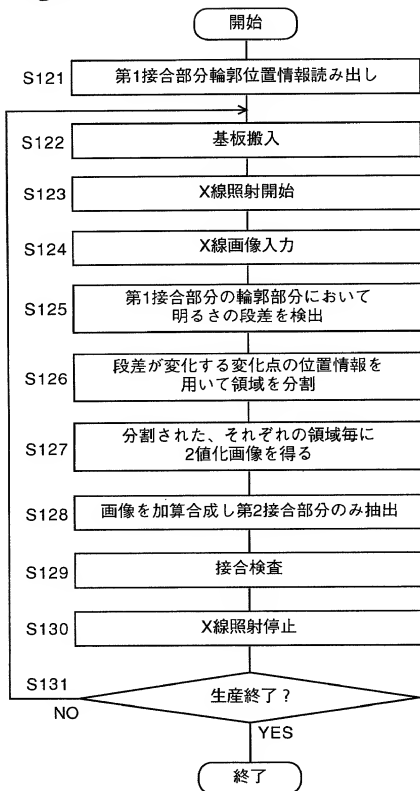 開始
S121
第1接合部分輪郭位置情報読み出し
S122
基板搬入
S123
X線照射開始
S124
X線画像入力
S125
第1接合部分の輪郭部分において
明るさの段差を検出
S126
段差が変化する変化点の位置情報を
用いて領域を分割
S127
分割された、それぞれの領域毎に
2値化画像を得る
S128
画像を加算合成し第2接合部分のみ抽出
S129
接合検査
S130
X線照射停止
S131
生産終了?
NO
YES
終了